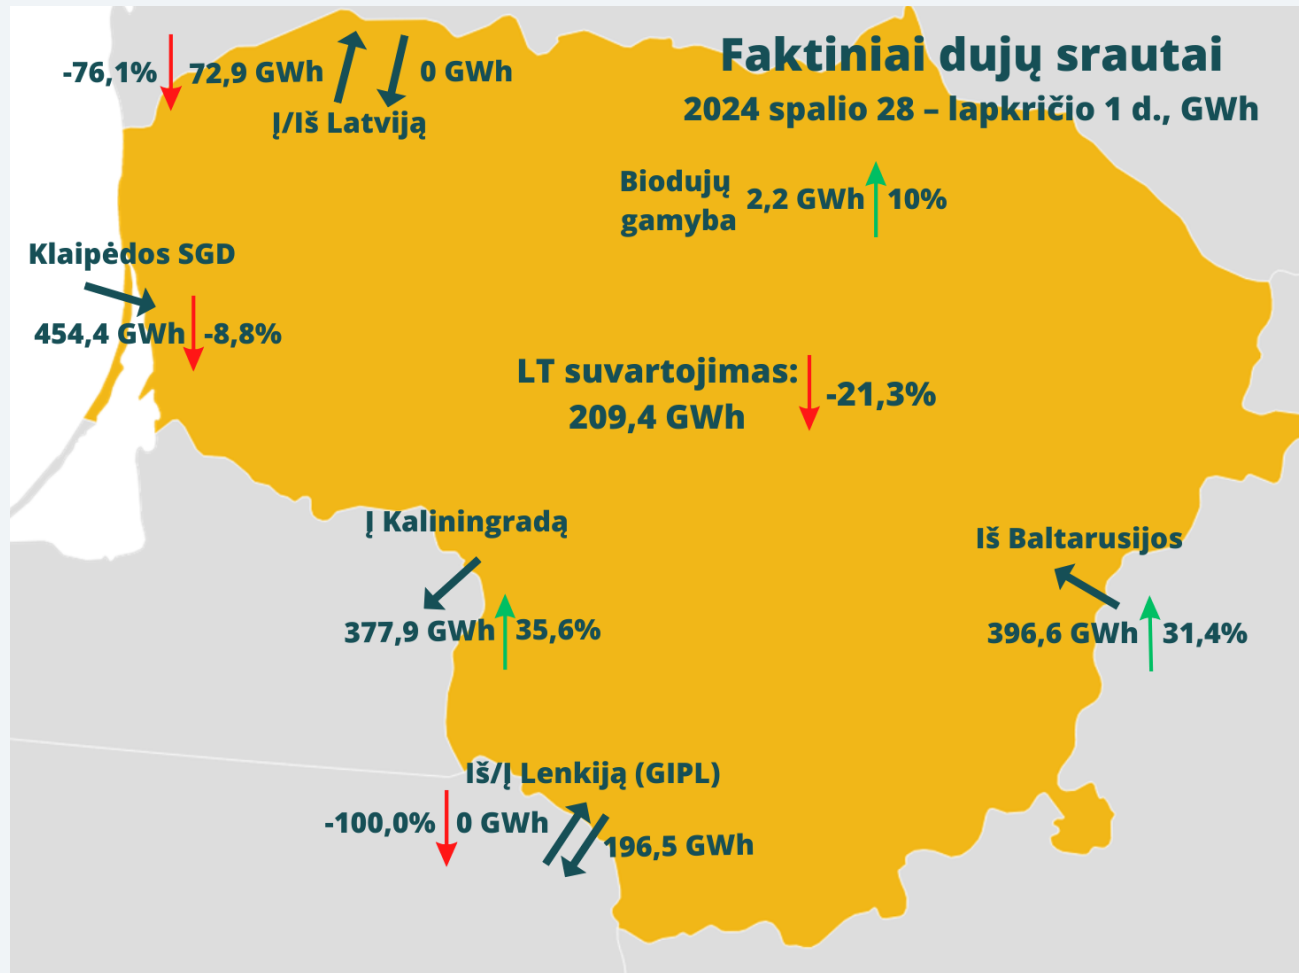 Faktiniai dujų srautai
2024 spalio 28 – lapkričio 1 d., GWh
-76,1% 72,9 GWh 0 GWh
Į/Iš Latviją
Biodujų
gamyba
2,2 GWh 10%
Klaipėdos SGD
454,4 GWh -8,8%
LT suvartojimas:
209,4 GWh
-21,3%
Į Kaliningradą
377,9 GWh 35,6%
Iš Baltarusijos
396,6 GWh 31,4%
Iš/Į Lenkiją (GIPL)
-100,0% 0 GWh
196,5 GWh